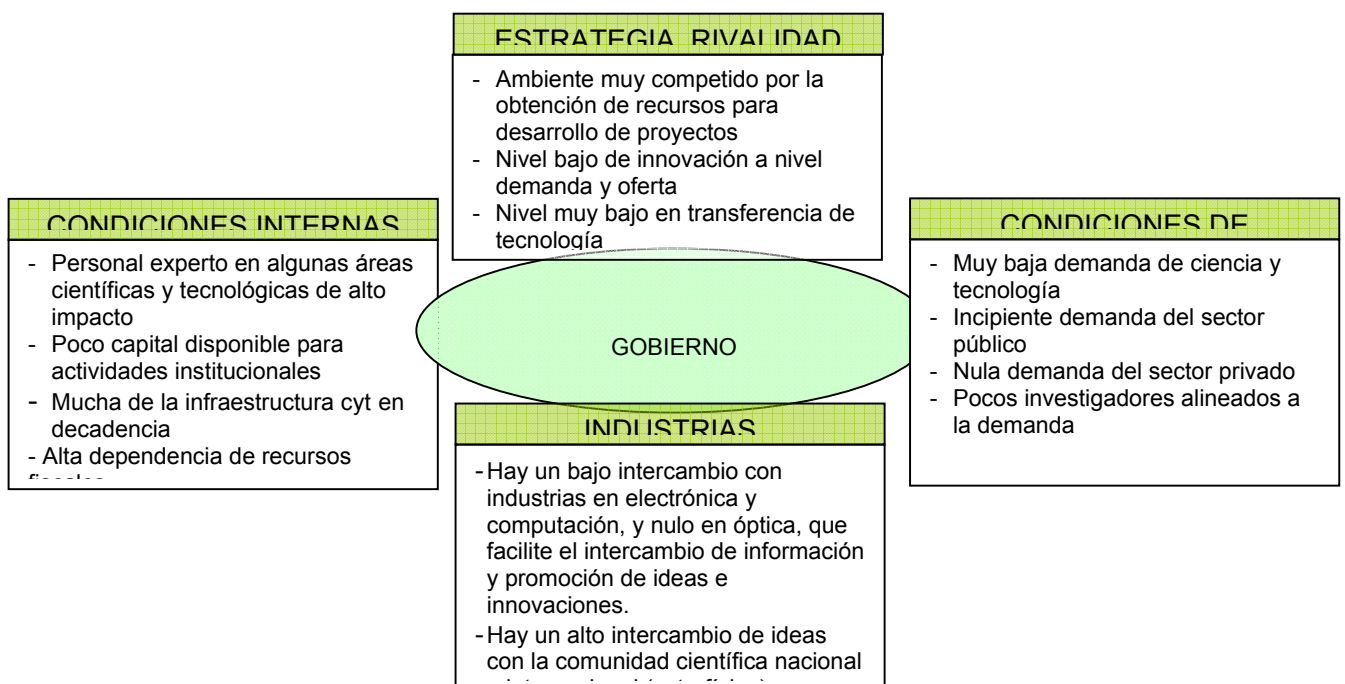 ESTRATEGIA RIVALIDAD
- Ambiente muy competido por la
obtención de recursos para
desarrollo de proyectos
- Nivel bajo de innovación a nivel
demanda y oferta
- Nivel muy bajo en transferencia de
tecnología
CONDICIONES INTERNAS
- Personal experto en algunas áreas
científicas y tecnológicas de alto
impacto
- Poco capital disponible para
actividades institucionales
- Mucha de la infraestructura cyt en
decadencia
- Alta dependencia de recursos
fiscales
GOBIERNO
CONDICIONES DE
- Muy baja demanda de ciencia y
tecnología
- Incipiente demanda del sector
público
- Nula demanda del sector privado
- Pocos investigadores alineados a
la demanda
INDUSTRIAS
- Hay un bajo intercambio con
industrias en electrónica y
computación, y nulo en óptica, que
facilite el intercambio de información
y promoción de ideas e
innovaciones.
- Hay un alto intercambio de ideas
con la comunidad científica nacional